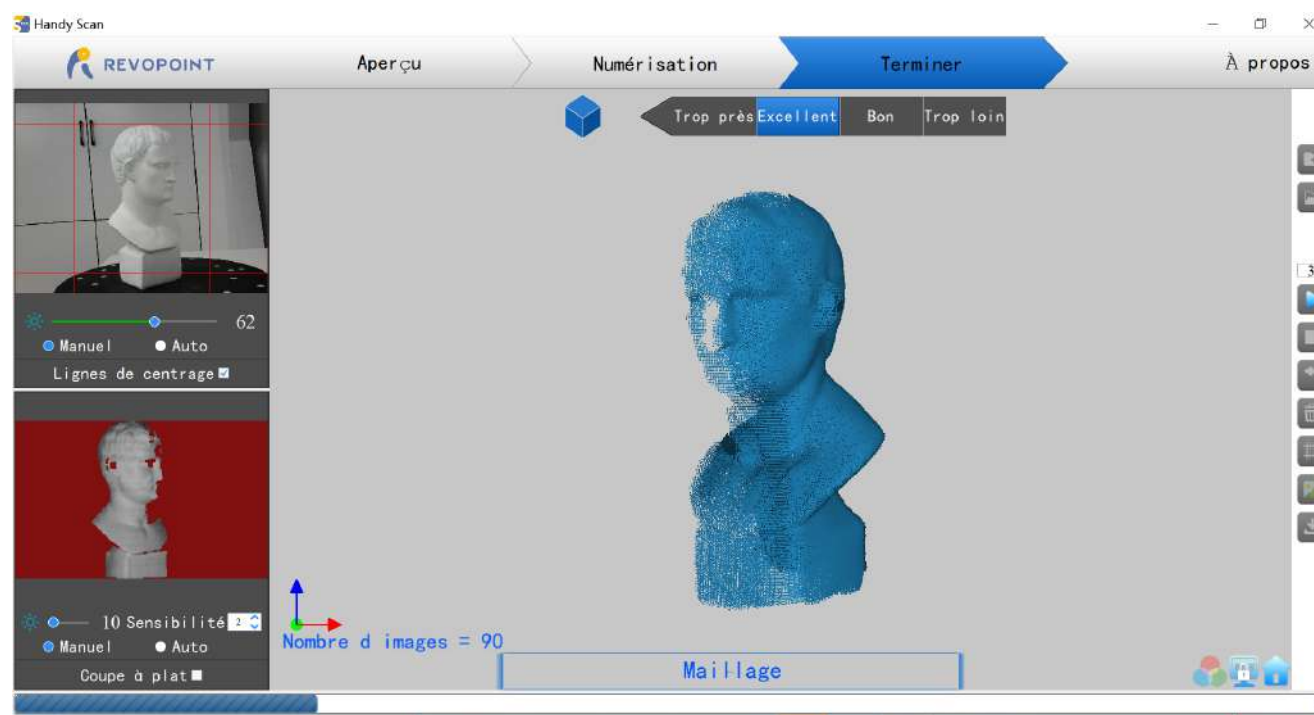 Handy Scan
REVOPOINT
Aperçu
Numérisation
Terminer
À propos
Trop près
Excellent
Bon
Trop loin
62
Manuel
Auto
Lignes de centrage
3
10 Sensibilité 2
Manuel
Auto
Coupe à plat
Nombre d images = 90
Maillage